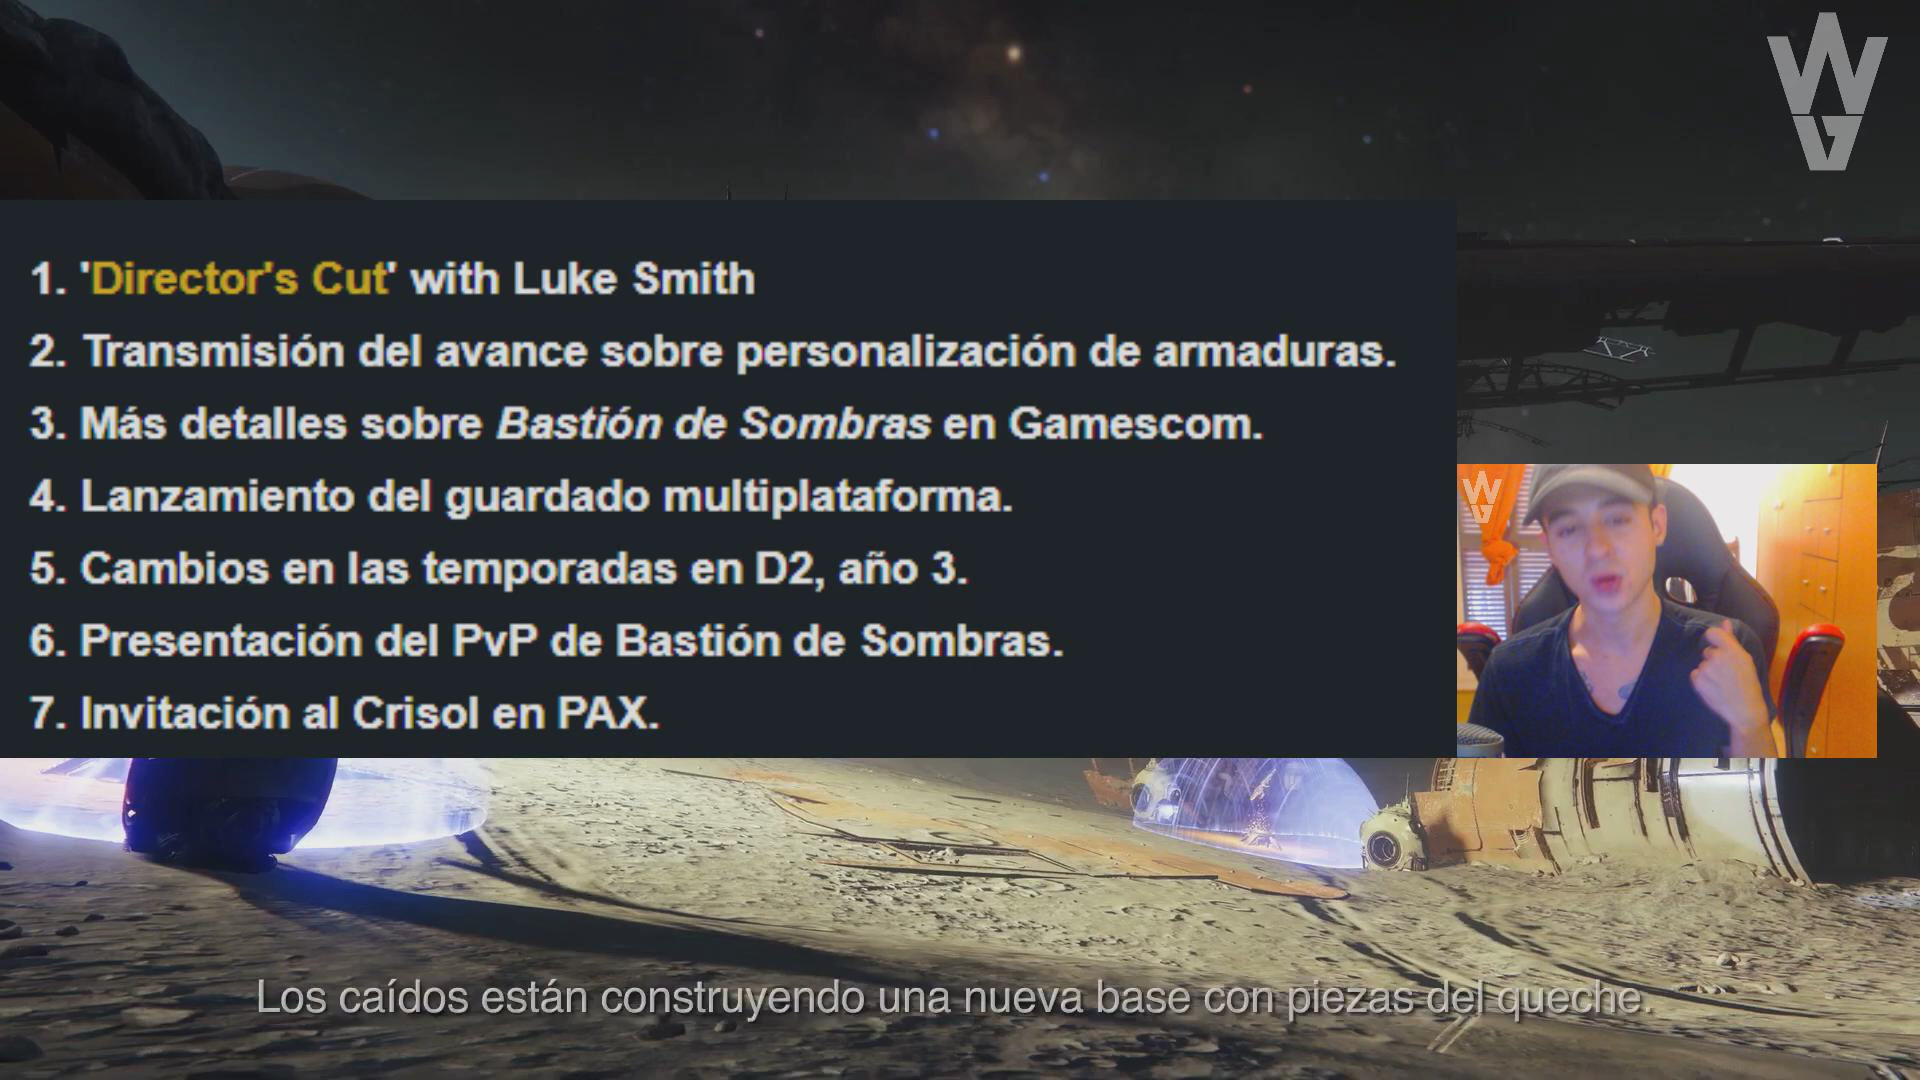 WG
1. 'Director's Cut' with Luke Smith
2. Transmisión del avance sobre personalización de armaduras.
3. Más detalles sobre Bastión de Sombras en Gamescom.
4. Lanzamiento del guardado multiplataforma.
5. Cambios en las temporadas en D2, año 3.
6. Presentación del PvP de Bastión de Sombras.
7. Invitación al Crisol en PAX.
WG
Los caídos están construyendo una nueva base con piezas del queche.